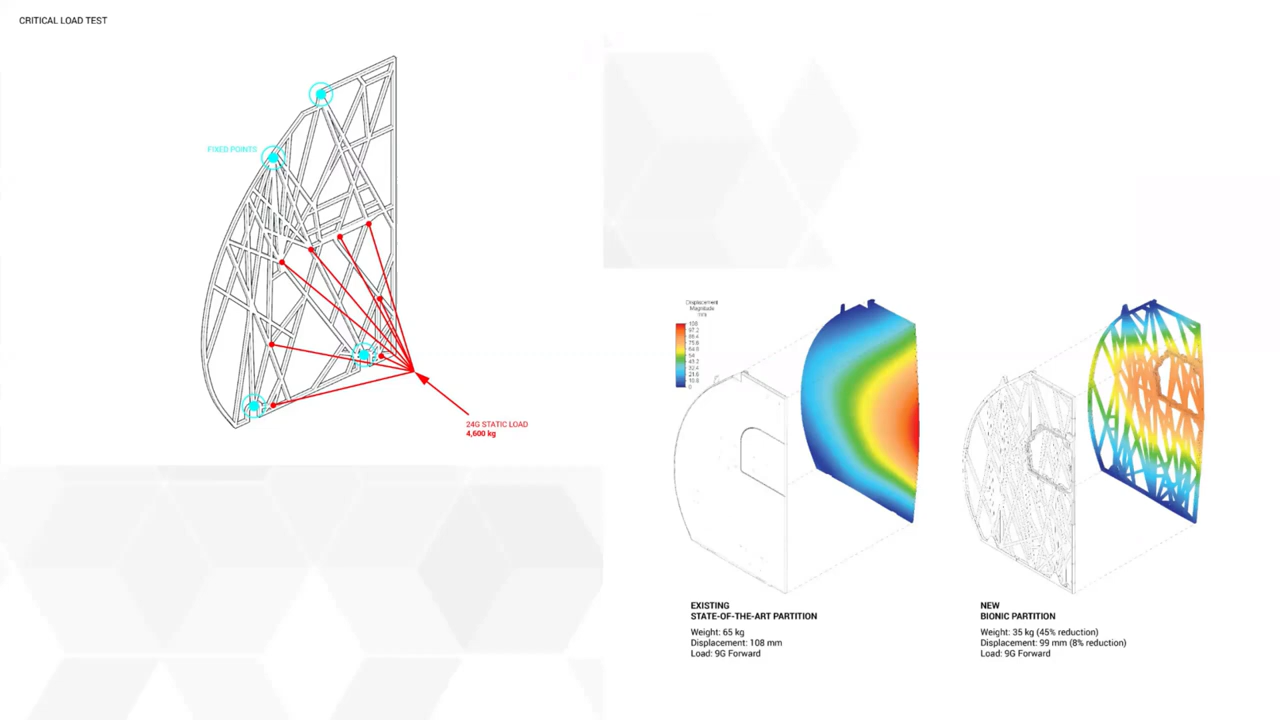 CRITICAL LOAD TEST
FIXED POINTS
24G STATIC LOAD
4,600 kg
Displacement
Magnitude
108
97.2
86.4
75.6
64.8
54
43.2
32.4
21.6
10.8
0
EXISTING
STATE-OF-THE-ART PARTITION
Weight: 65 kg
Displacement: 108 mm
Load: 9G Forward
NEW
BIONIC PARTITION
Weight: 35 kg (45% reduction)
Displacement: 99 mm (8% reduction)
Load: 9G Forward